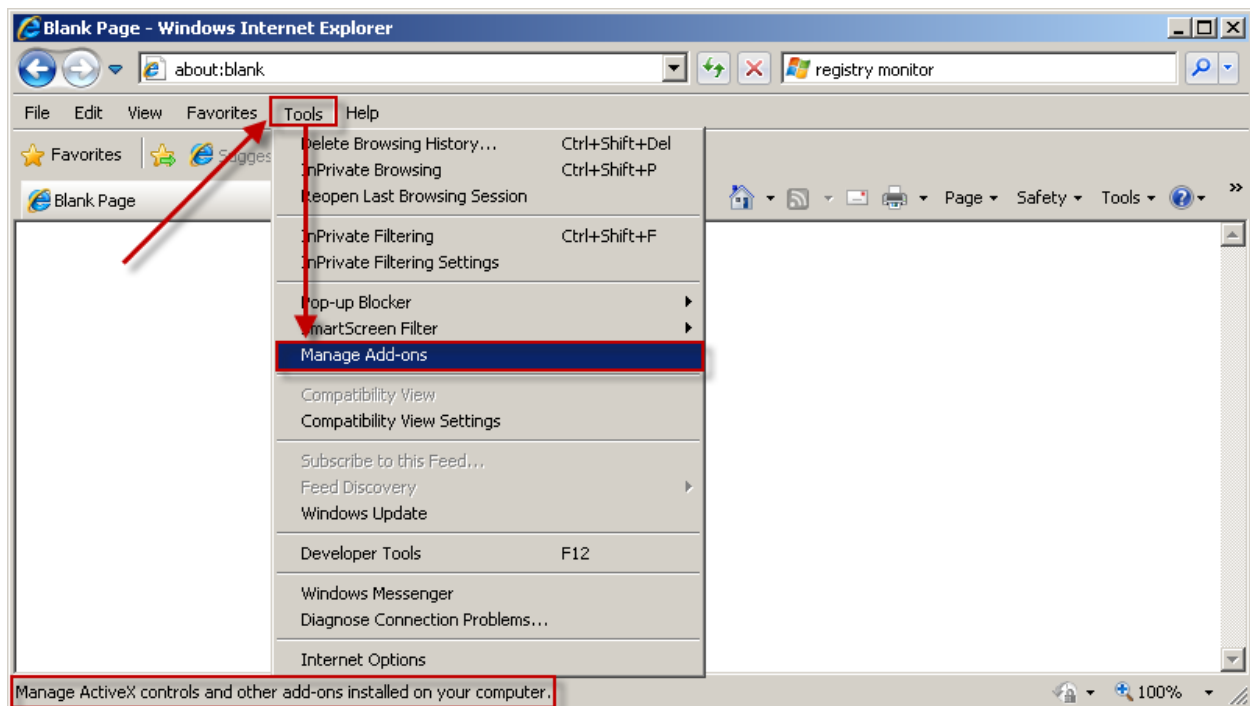 Blank Page - Windows Internet Explorer
about:blank
registry monitor
File Edit View Favorites Tools Help
Favorites
Blank Page
Page Safety Tools
Delete Browsing History... Ctrl+Shift+Del
InPrivate Browsing Ctrl+Shift+P
Reopen Last Browsing Session
InPrivate Filtering Ctrl+Shift+F
InPrivate Filtering Settings
Pop-up Blocker
SmartScreen Filter
Manage Add-ons
Compatibility View
Compatibility View Settings
Subscribe to this Feed...
Feed Discovery
Windows Update
Developer Tools F12
Windows Messenger
Diagnose Connection Problems...
Internet Options
Manage ActiveX controls and other add-ons installed on your computer.
100%